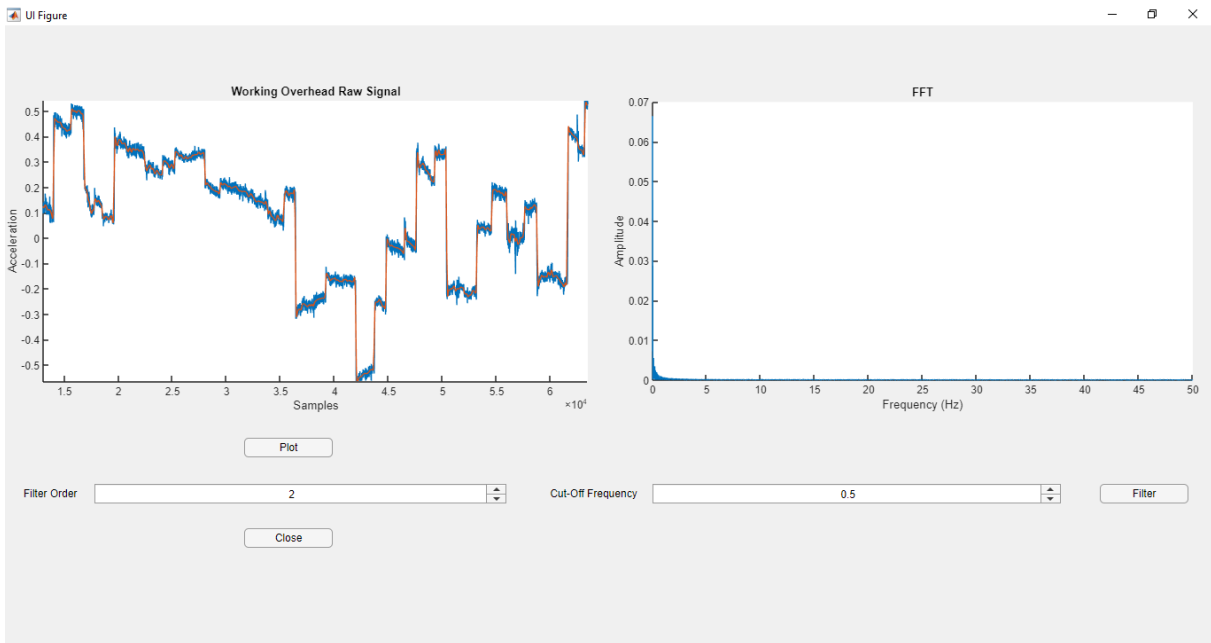 UI Figure
Working Overhead Raw Signal
Acceleration
0.5
0.4
0.3
0.2
0.1
0
-0.1
-0.2
-0.3
-0.4
-0.5
1.5 2 2.5 3 3.5 4 4.5 5 5.5 6
×10⁴
Samples
FFT
Amplitude
0.07
0.06
0.05
0.04
0.03
0.02
0.01
0
0 5 10 15 20 25 30 35 40 45 50
Frequency (Hz)
Plot
Filter Order 2 Cut-Off Frequency 0.5 Filter
Close